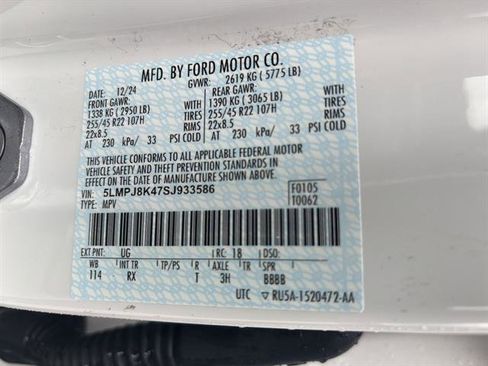 MFD. BY FORD MOTOR CO.
DATE: 12/24 GVWR: 2619 KG ( 5775 LB)
FRONT GAWR: REAR GAWR:
1338 KG ( 2950 LB) WITH 1390 KG ( 3065 LB) WITH
255/45 R22 107H TIRES 255/45 R22 107H TIRES
22x8.5 RIMS 22x8.5 RIMS
AT 230 kPa/ 33 PSI COLD AT 230 kPa/ 33 PSI COLD
THIS VEHICLE CONFORMS TO ALL APPLICABLE FEDERAL MOTOR
VEHICLE SAFETY AND THEFT PREVENTION STANDARDS IN
EFFECT ON THE DATE OF MANUFACTURE SHOWN ABOVE.
VIN: 5LMPJ8K47SJ933586 F0105
TYPE: MPV T0062
EXT PNT: UG RC: 18 DSO:
WB INT TR TP/PS R AXLE TR SPR
114 RX T 3H BBBB
UTC ▽ RU5A-1520472-AA